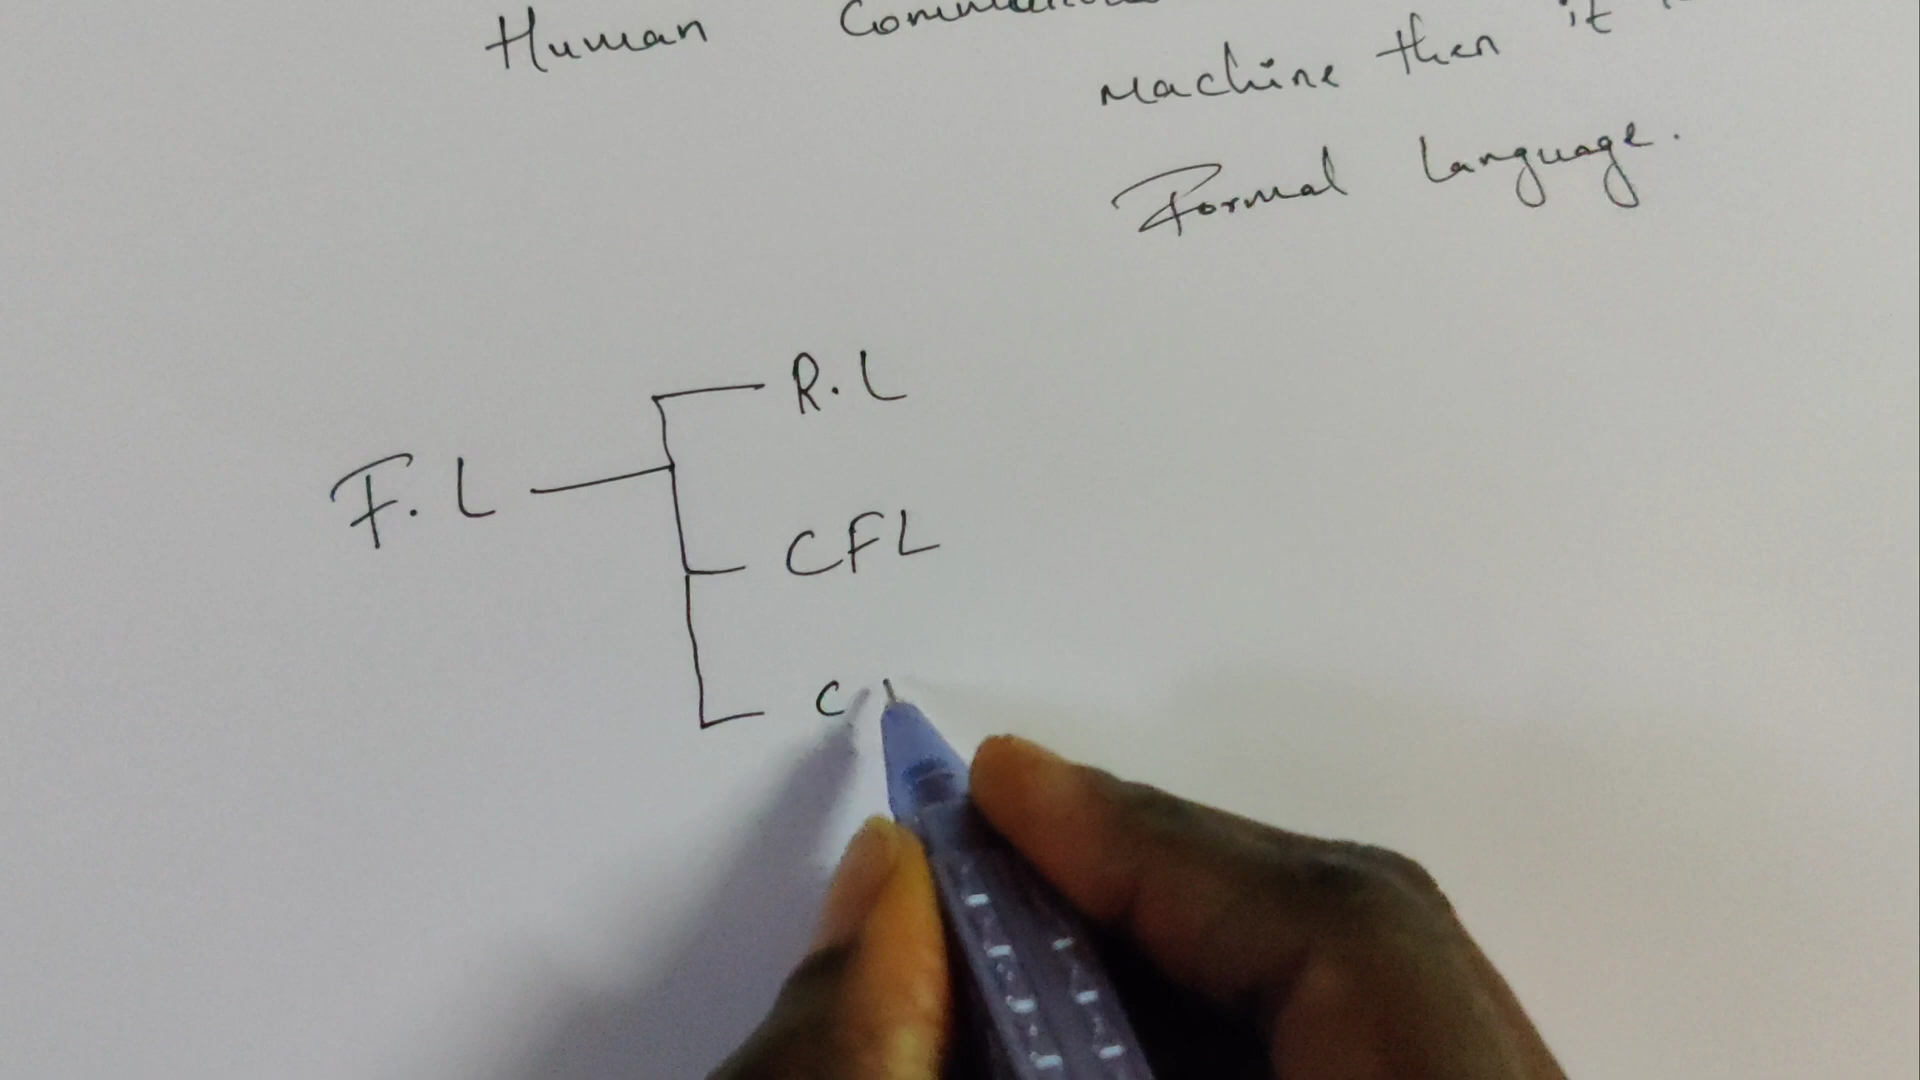 Human
machine then it
Formal language.
F.L
R.L
CFL
C